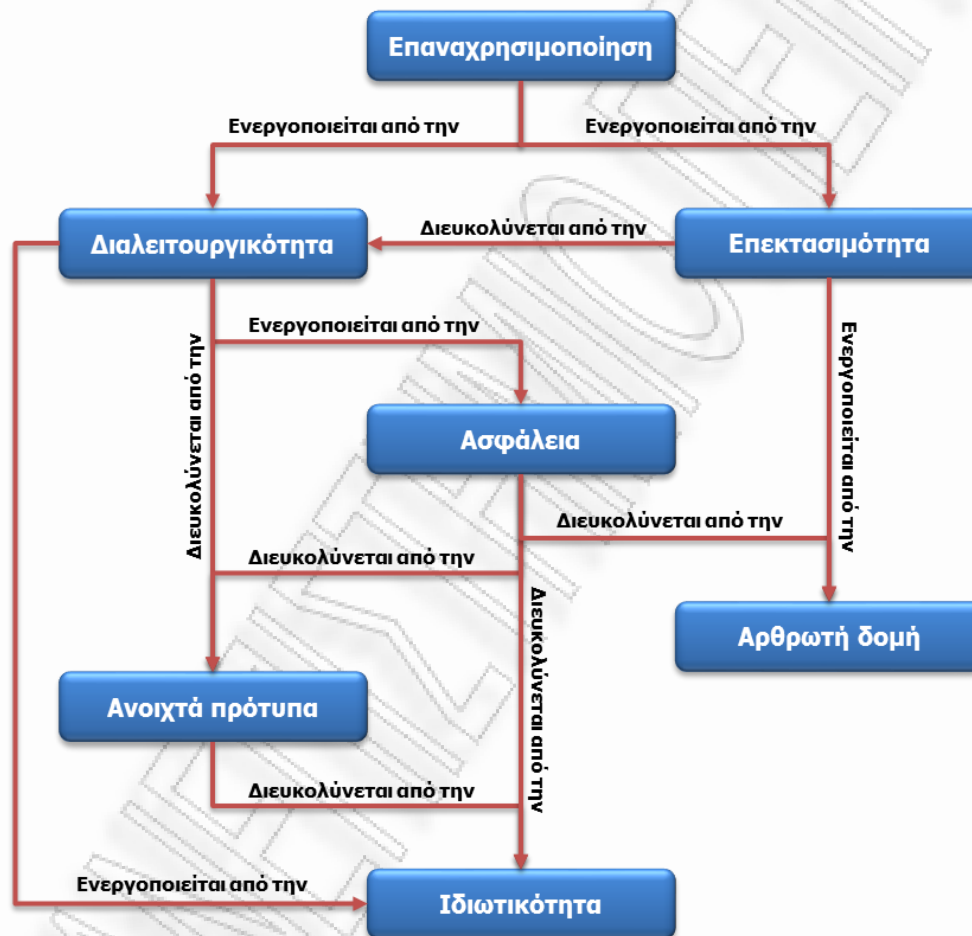 Επαναχρησιμοποίηση
Ενεργοποιείται από την
Ενεργοποιείται από την
Διαλειτουργικότητα
Διευκολύνεται από την
Επεκτασιμότητα
Ενεργοποιείται από την
Διευκολύνεται από την
Ενεργοποιείται από την
Ασφάλεια
Διευκολύνεται από την
Διευκολύνεται από την
Διευκολύνεται από την
Αρθρωτή δομή
Ανοιχτά πρότυπα
Διευκολύνεται από την
Ενεργοποιείται από την
Ιδιωτικότητα